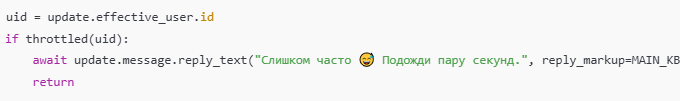 uid = update.effective_user.id
if throttled(uid):
    await update.message.reply_text("Слишком часто 😅 Подожди пару секунд.", reply_markup=MAIN_KB
    return